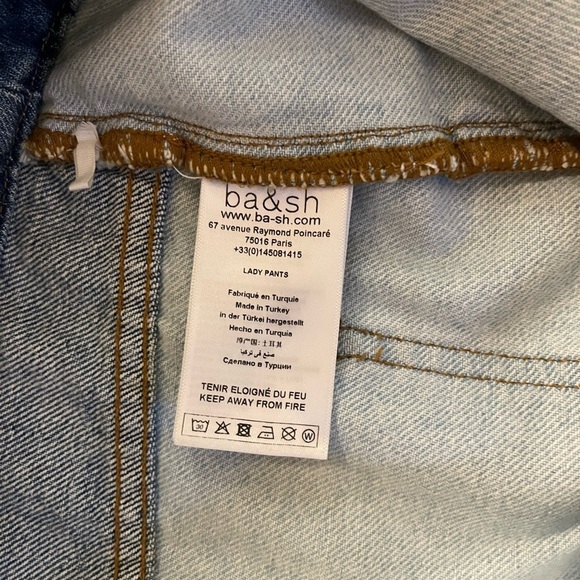 ba&sh
www.ba-sh.com
67 avenue Raymond Poincaré
75016 Paris
+33(0)145081415
LADY PANTS
Fabriqué en Turquie
Made in Turkey
in der Türkei hergestellt
Hecho en Turquía
صنع في تركيا
Сделано в Турции
TENIR ELOIGNÉ DU FEU
KEEP AWAY FROM FIRE
30
W